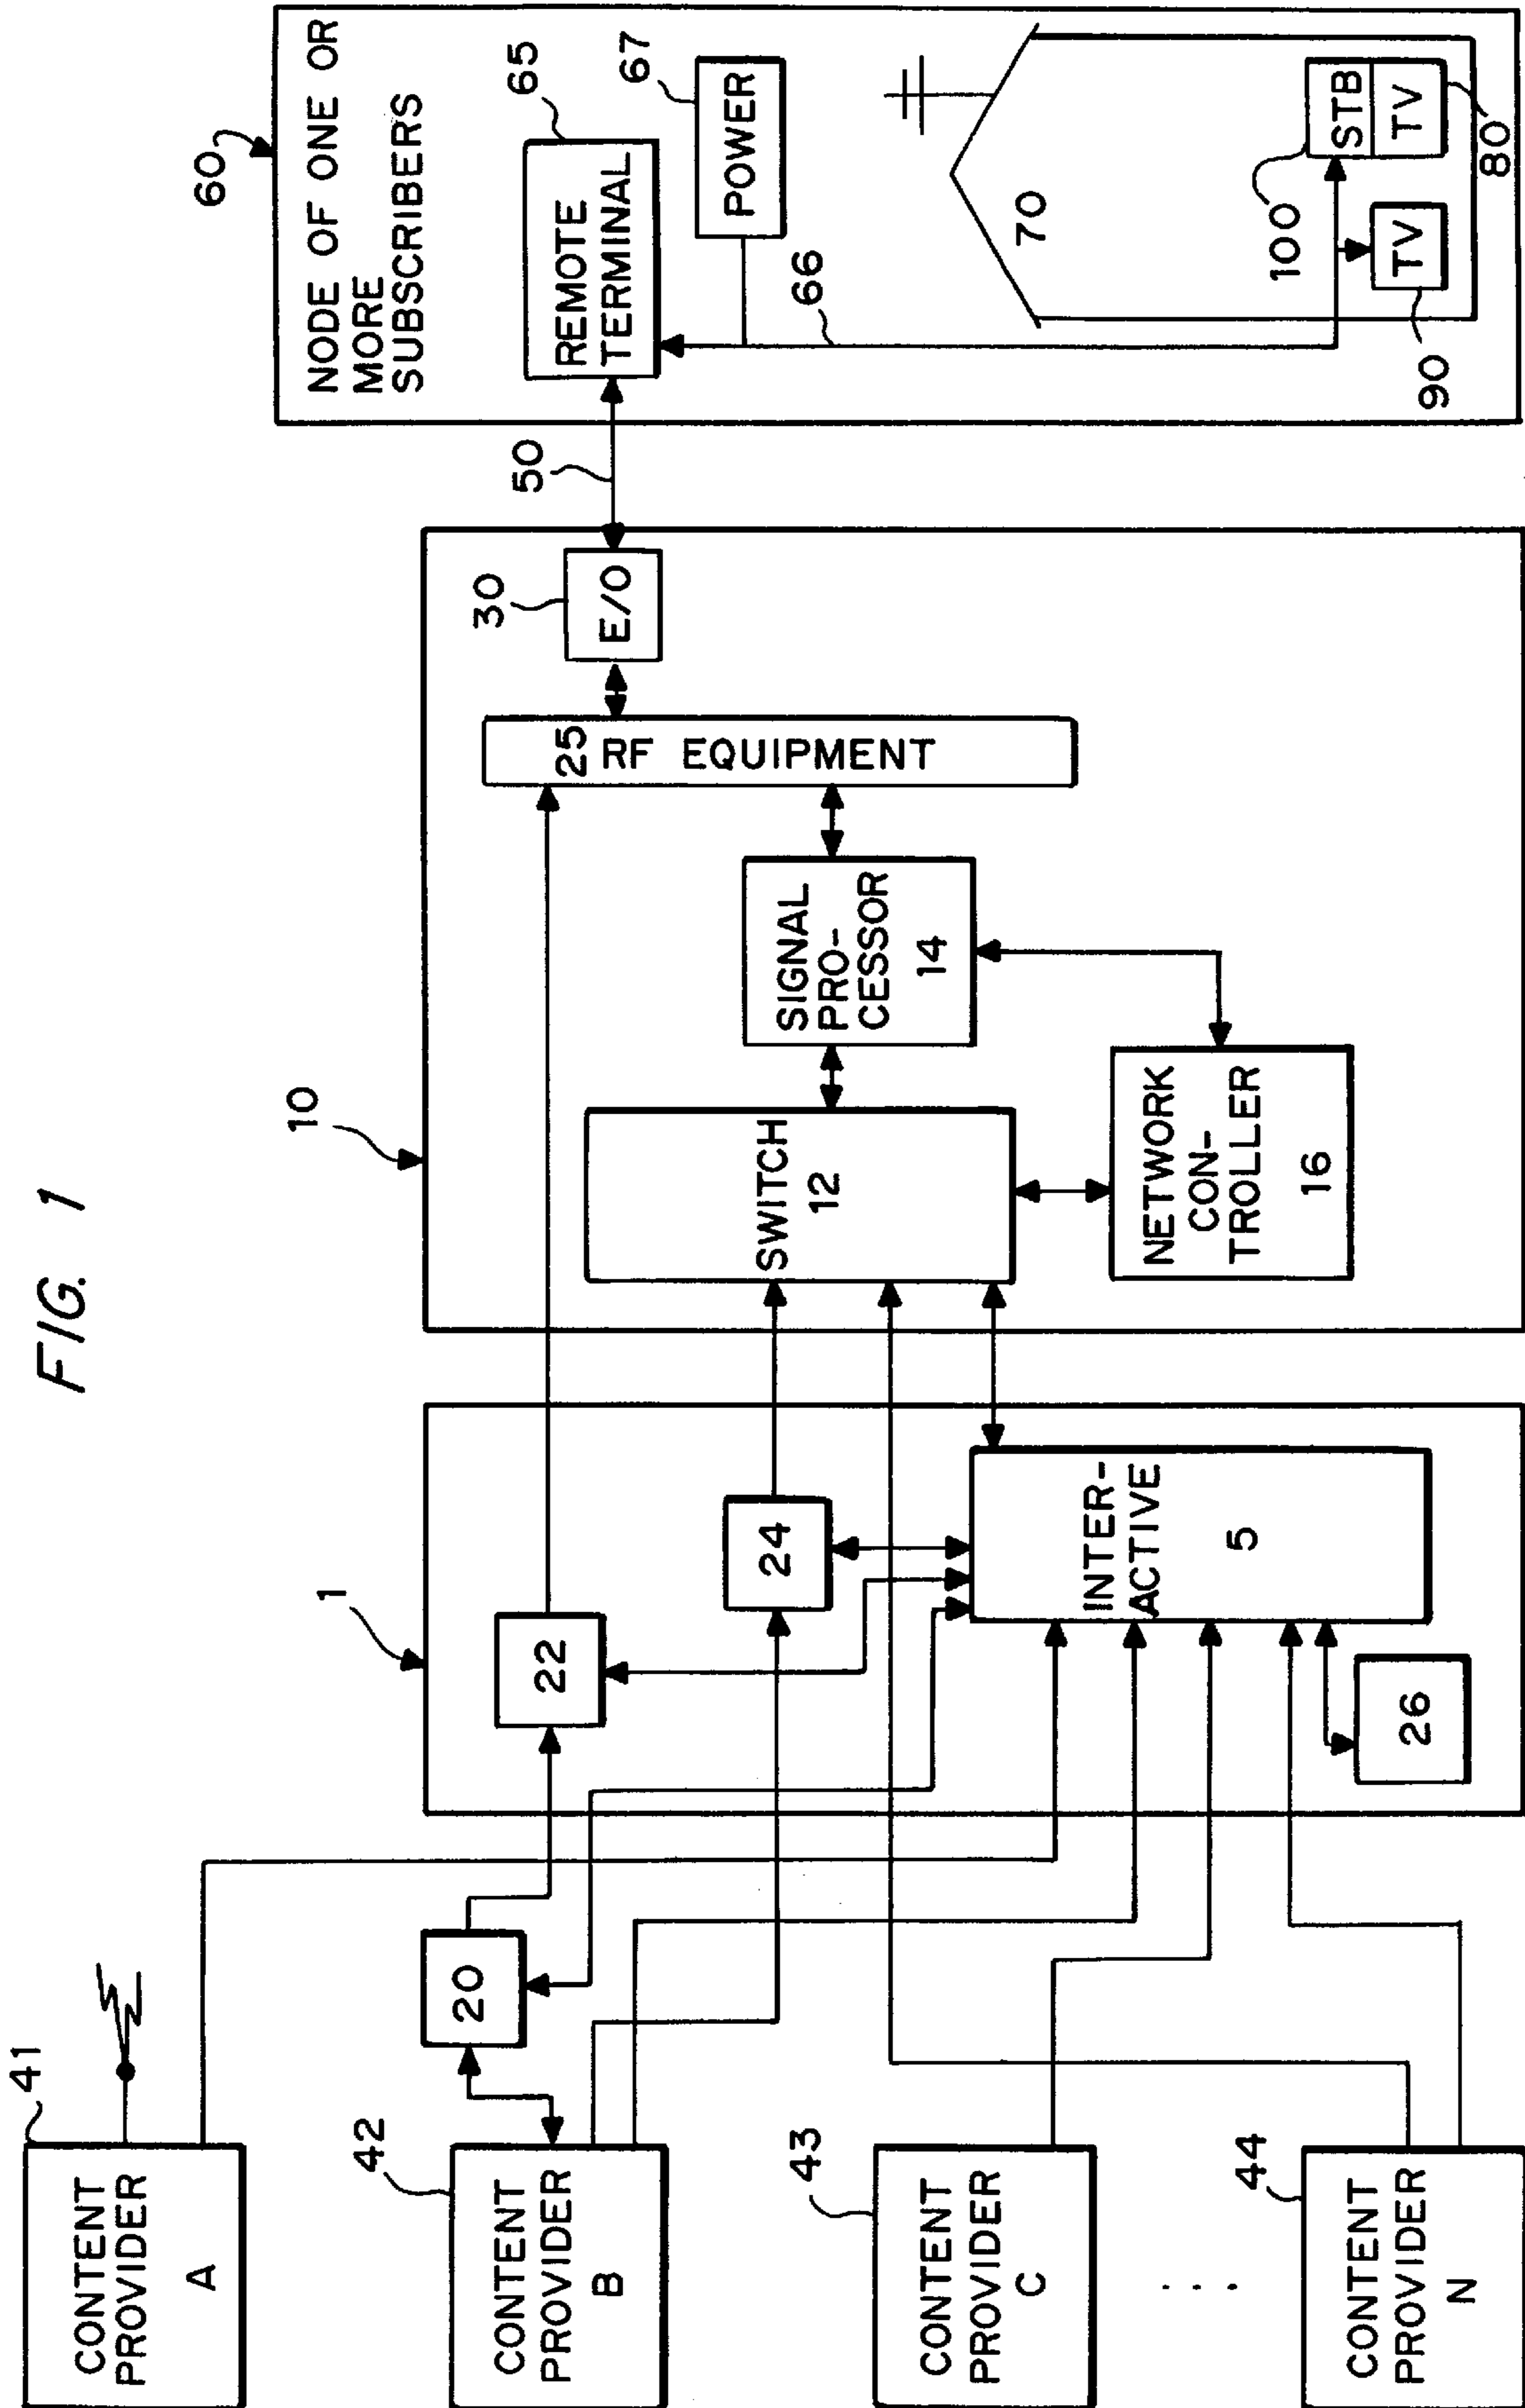 FIG. 1
CONTENT
PROVIDER
A
41
CONTENT
PROVIDER
B
42
CONTENT
PROVIDER
C
43
. . .
CONTENT
PROVIDER
N
44
20
1
22
24
INTER-
ACTIVE
5
26
10
SWITCH
12
SIGNAL
PRO-
CESSOR
14
NETWORK
CON-
TROLLER
16
25
RF EQUIPMENT
30
E/O
50
60
NODE OF ONE OR
MORE
SUBSCRIBERS
REMOTE
TERMINAL
65
POWER
67
66
70
100
STB
TV
80
TV
90